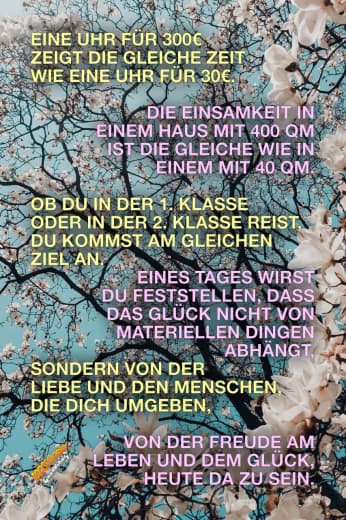 EINE UHR FÜR 300€
ZEIGT DIE GLEICHE ZEIT
WIE EINE UHR FÜR 30€.
DIE EINSAMKEIT IN
EINEM HAUS MIT 400 QM
IST DIE GLEICHE WIE IN
EINEM MIT 40 QM.
OB DU IN DER 1. KLASSE
ODER IN DER 2. KLASSE REIST.
DU KOMMST AM GLEICHEN
ZIEL AN.
EINES TAGES WIRST
DU FESTSTELLEN, DASS
DAS GLÜCK NICHT VON
MATERIELLEN DINGEN
ABHÄNGT,
SONDERN VON DER
LIEBE UND DEN MENSCHEN,
DIE DICH UMGEBEN,
VON DER FREUDE AM
LEBEN UND DEM GLÜCK,
HEUTE DA ZU SEIN.